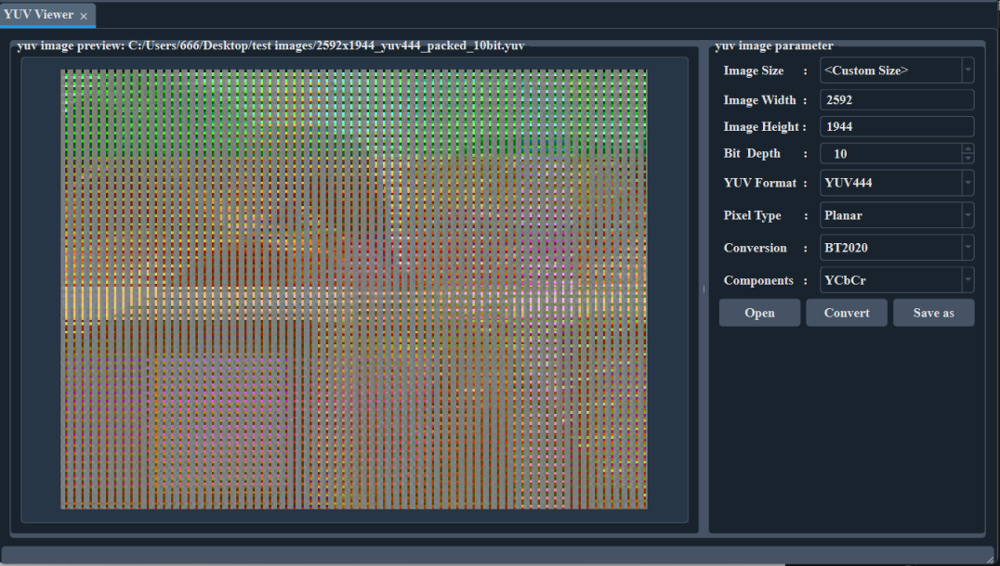 YUV Viewer ×
yuv image preview: C:/Users/666/Desktop/test images/2592x1944_yuv444_packed_10bit.yuv
yuv image parameter
Image Size : <Custom Size>
Image Width : 2592
Image Height : 1944
Bit Depth : 10
YUV Format : YUV444
Pixel Type : Planar
Conversion : BT2020
Components : YCbCr
Open Convert Save as